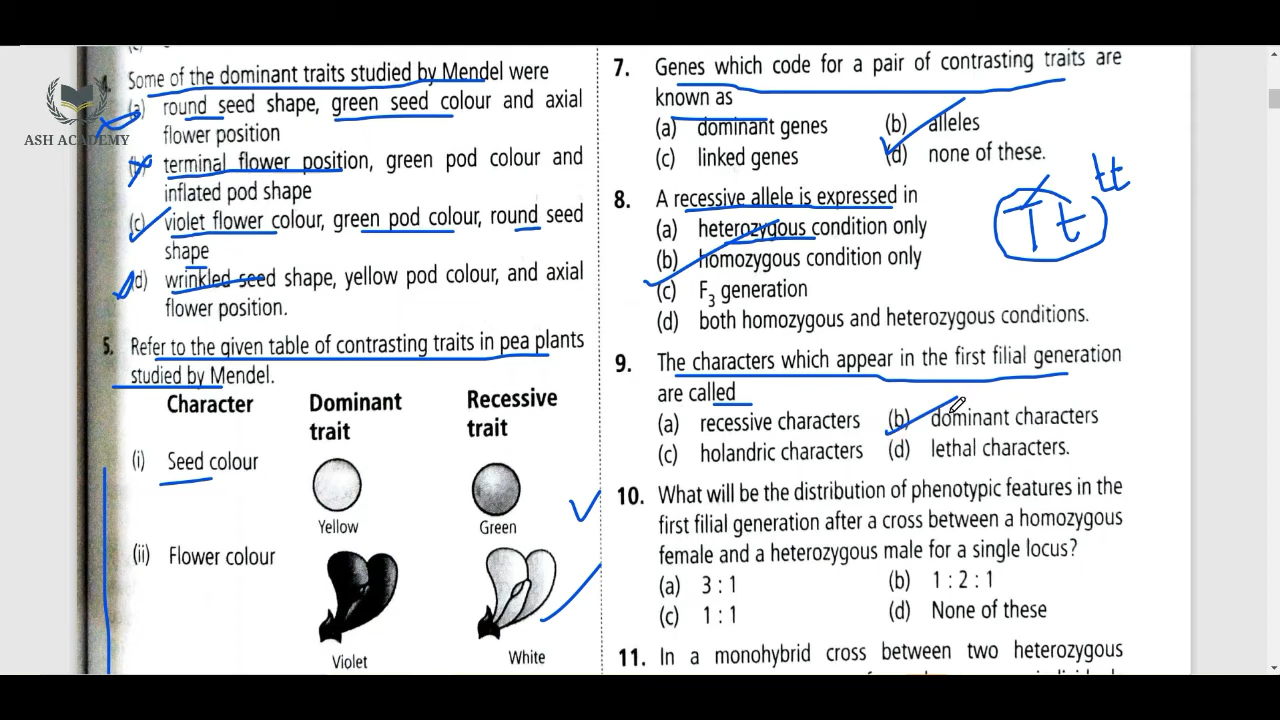 4. Some of the dominant traits studied by Mendel were
(a) round seed shape, green seed colour and axial
flower position
(b) terminal flower position, green pod colour and
inflated pod shape
(c) violet flower colour, green pod colour, round seed
shape
(d) wrinkled seed shape, yellow pod colour, and axial
flower position.
5. Refer to the given table of contrasting traits in pea plants
studied by Mendel.
Character Dominant Recessive
trait trait
(i) Seed colour
Yellow Green
(ii) Flower colour
Violet White
7. Genes which code for a pair of contrasting traits are
known as
(a) dominant genes (b) alleles
(c) linked genes (d) none of these.
8. A recessive allele is expressed in
(a) heterozygous condition only
(b) homozygous condition only
(c) F3 generation
(d) both homozygous and heterozygous conditions.
Tt tt
9. The characters which appear in the first filial generation
are called
(a) recessive characters (b) dominant characters
(c) holandric characters (d) lethal characters.
10. What will be the distribution of phenotypic features in the
first filial generation after a cross between a homozygous
female and a heterozygous male for a single locus?
(a) 3 : 1 (b) 1 : 2 : 1
(c) 1 : 1 (d) None of these
11. In a monohybrid cross between two heterozygous
ASH ACADEMY